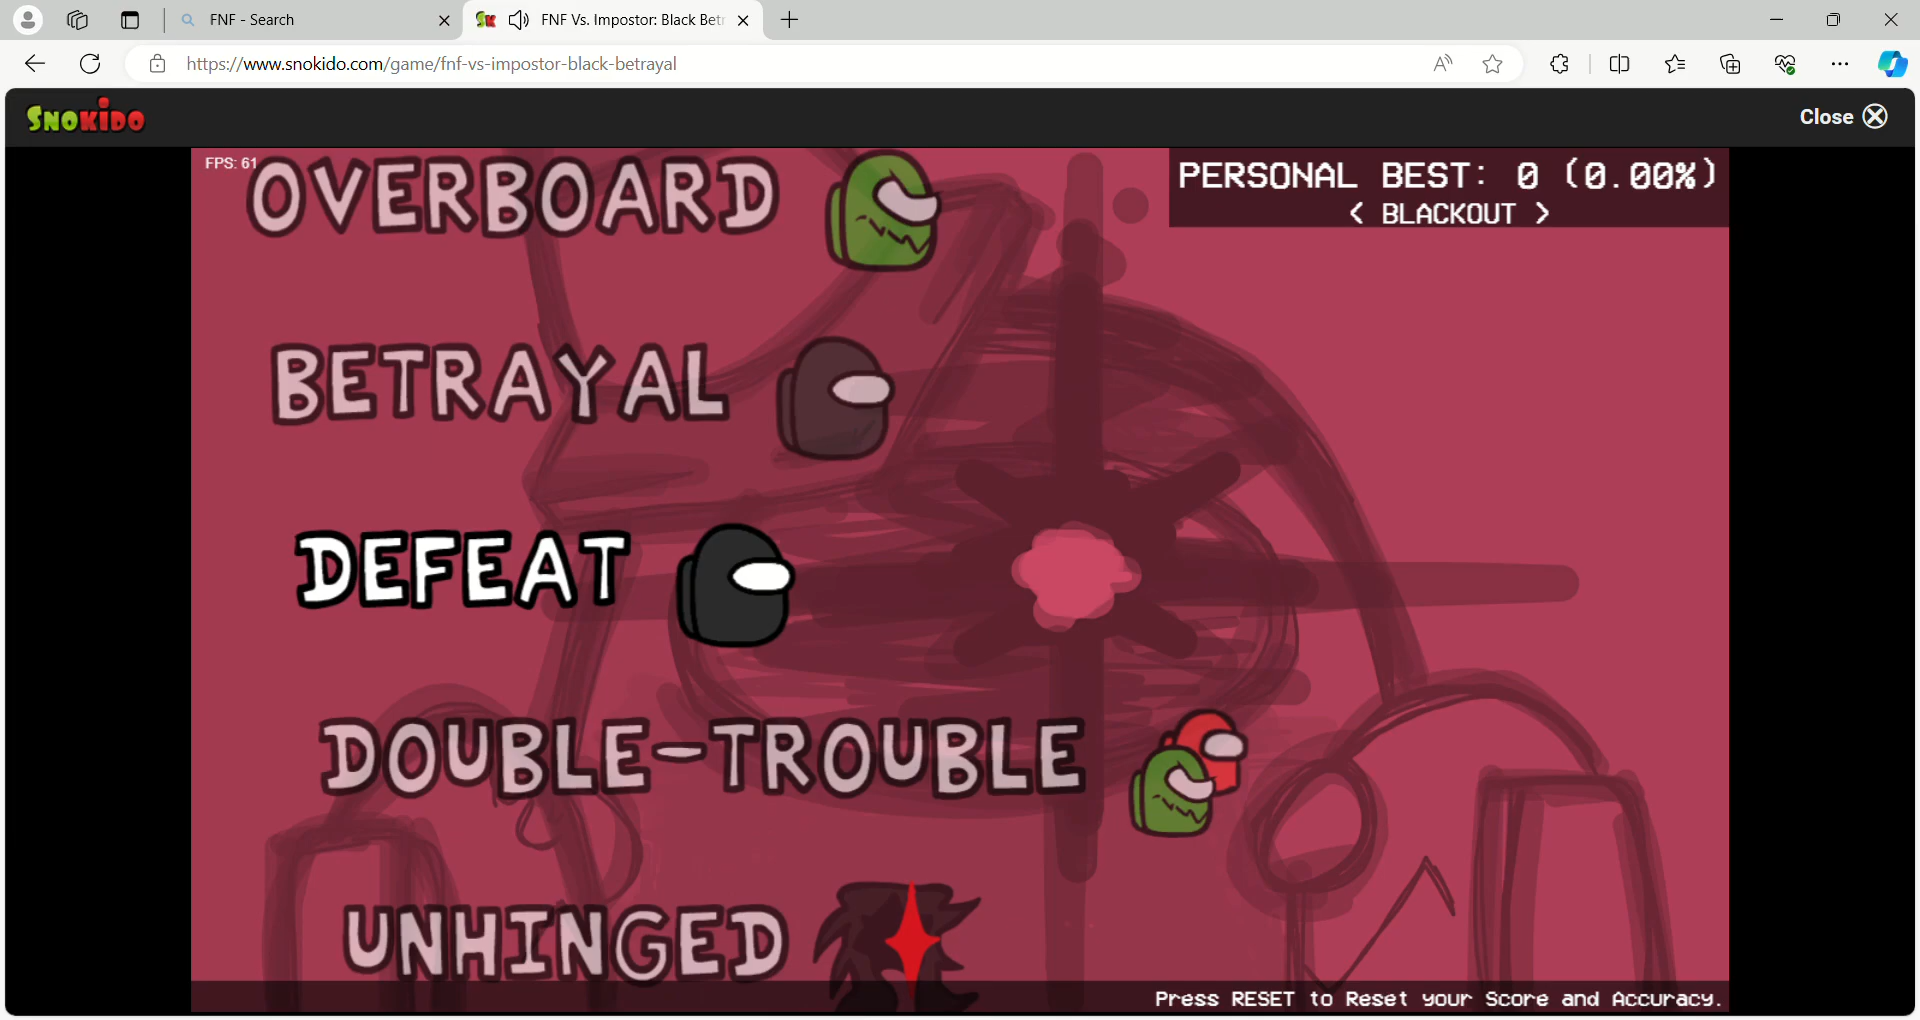 FNF - Search
FNF Vs. Impostor: Black Betr
https://www.snokido.com/game/fnf-vs-impostor-black-betrayal
SNOKIDO
Close
FPS: 61
PERSONAL BEST: 0 (0.00%)
< BLACKOUT >
OVERBOARD
BETRAYAL
DEFEAT
DOUBLE-TROUBLE
UNHINGED
Press RESET to Reset your Score and Accuracy.